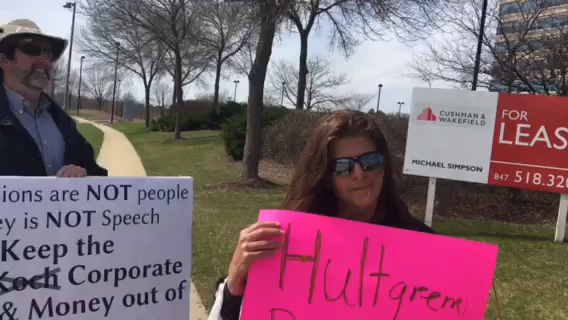 ions are NOT people
ey is NOT Speech
Keep the
Koch Corporate
& Money out of
Hultgren
CUSHMAN &
WAKEFIELD
MICHAEL SIMPSON
FOR
LEAS
847 518.320